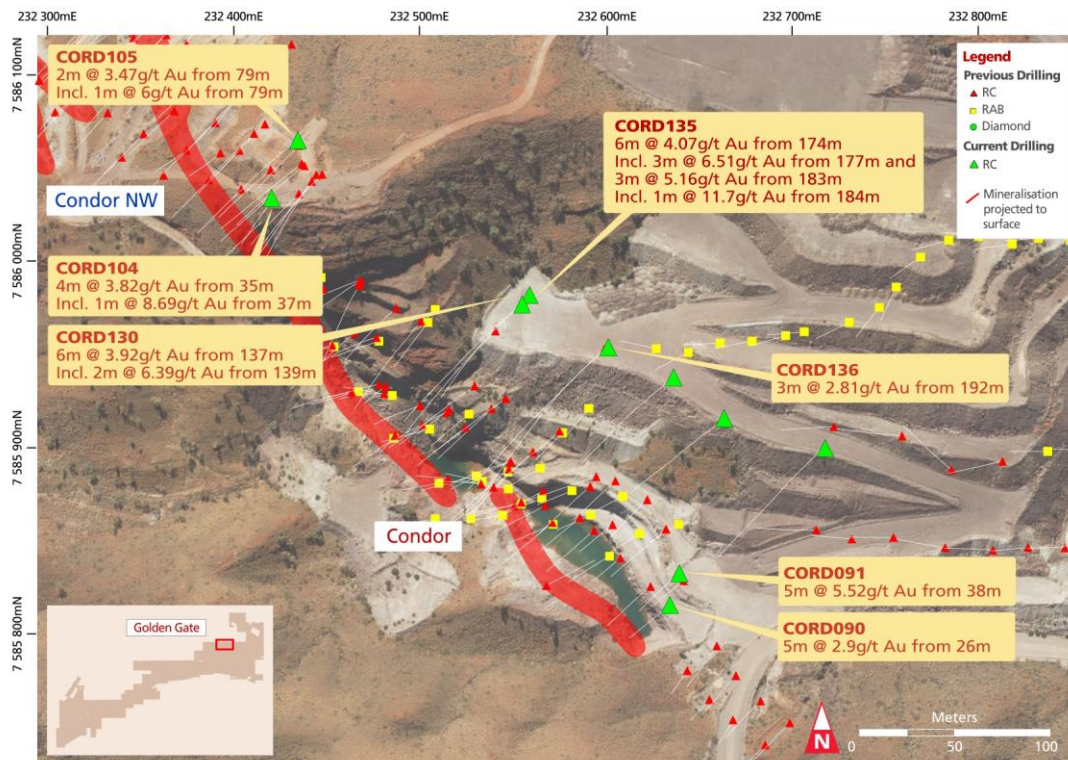 232 300mE
232 400mE
232 500mE
232 600mE
232 700mE
232 800mE
7 586 100mN
7 586 000mN
7 585 900mN
7 585 800mN
CORD105
2m @ 3.47g/t Au from 79m
Incl. 1m @ 6g/t Au from 79m
CORD135
6m @ 4.07g/t Au from 174m
Incl. 3m @ 6.51g/t Au from 177m and
3m @ 5.16g/t Au from 183m
Incl. 1m @ 11.7g/t Au from 184m
Legend
Previous Drilling
RC
RAB
Diamond
Current Drilling
RC
Mineralisation
projected to
surface
Condor NW
CORD104
4m @ 3.82g/t Au from 35m
Incl. 1m @ 8.69g/t Au from 37m
CORD130
6m @ 3.92g/t Au from 137m
Incl. 2m @ 6.39g/t Au from 139m
CORD136
3m @ 2.81g/t Au from 192m
Condor
CORD091
5m @ 5.52g/t Au from 38m
CORD090
5m @ 2.9g/t Au from 26m
Golden Gate
N
Meters
0 50 100